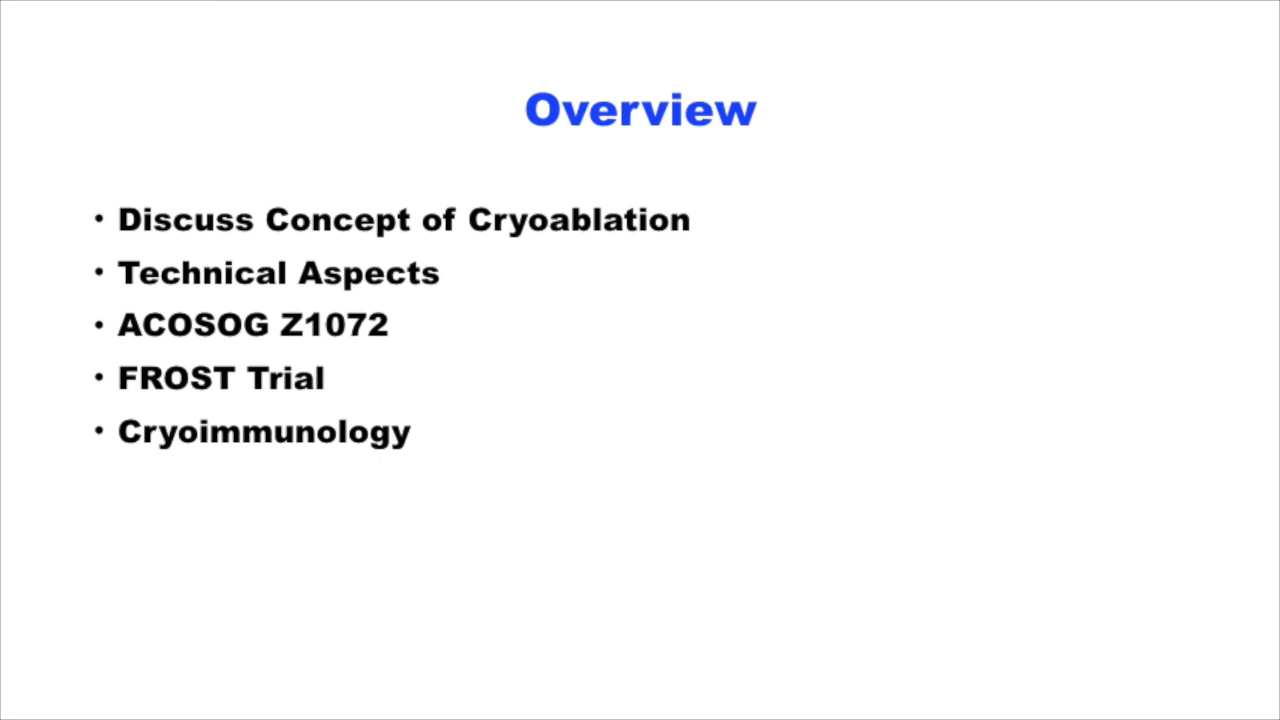 Overview
• Discuss Concept of Cryoablation
• Technical Aspects
• ACOSOG Z1072
• FROST Trial
• Cryoimmunology